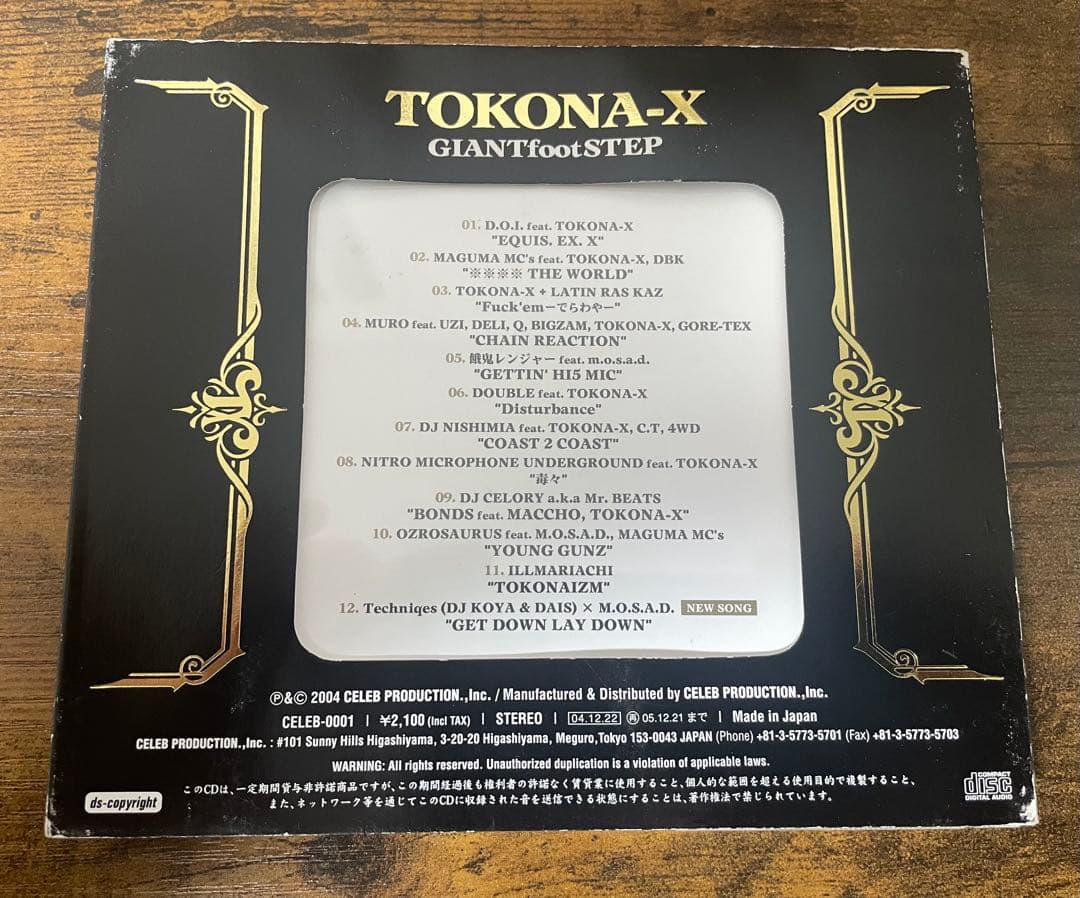 TOKONA-X
GIANTfootSTEP
01. D.O.I. feat. TOKONA-X
"EQUIS. EX. X"
02. MAGUMA MC's feat. TOKONA-X, DBK
"※※※※ THE WORLD"
03. TOKONA-X + LATIN RAS KAZ
"Fuck'emーでらわやー"
04. MURO feat. UZI, DELI, Q, BIGZAM, TOKONA-X, GORE-TEX
"CHAIN REACTION"
05. 餓鬼レンジャー feat. m.o.s.a.d.
"GETTIN' HI5 MIC"
06. DOUBLE feat. TOKONA-X
"Disturbance"
07. DJ NISHIMIA feat. TOKONA-X, C.T, 4WD
"COAST 2 COAST"
08. NITRO MICROPHONE UNDERGROUND feat. TOKONA-X
"毒々"
09. DJ CELORY a.k.a Mr. BEATS
"BONDS feat. MACCHO, TOKONA-X"
10. OZROSAURUS feat. M.O.S.A.D., MAGUMA MC's
"YOUNG GUNZ"
11. ILLMARIACHI
"TOKONAIZM"
12. Techniqes (DJ KOYA & DAIS) × M.O.S.A.D. NEW SONG
"GET DOWN LAY DOWN"
Ⓟ&© 2004 CELEB PRODUCTION.,Inc. / Manufactured & Distributed by CELEB PRODUCTION.,Inc.
CELEB-0001 | ¥2,100 (Incl TAX) | STEREO | 04.12.22 ㊢ 05.12.21 まで | Made in Japan
CELEB PRODUCTION.,Inc. : #101 Sunny Hills Higashiyama, 3-20-20 Higashiyama, Meguro,Tokyo 153-0043 JAPAN (Phone) +81-3-5773-5701 (Fax) +81-3-5773-5703
WARNING: All rights reserved. Unauthorized duplication is a violation of applicable laws.
このCDは、一定期間貸与非許諾商品ですが、この期間経過後も権利者の許諾なく賃貸業に使用すること、個人的な範囲を超える使用目的で複製すること、
また、ネットワーク等を通じてこのCDに収録された音を送信できる状態にすることは、著作権法で禁じられています。
ds-copyright
COMPACT
disc
DIGITAL AUDIO